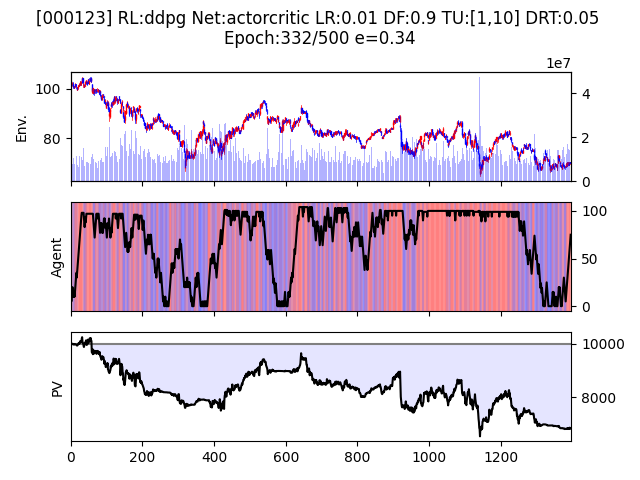 [000123] RL:ddpg Net:actorcritic LR:0.01 DF:0.9 TU:[1,10] DRT:0.05
Epoch:332/500 e=0.34
1e7
100
80
Env.
4
2
0
Agent
100
50
0
PV
10000
8000
0 200 400 600 800 1000 1200